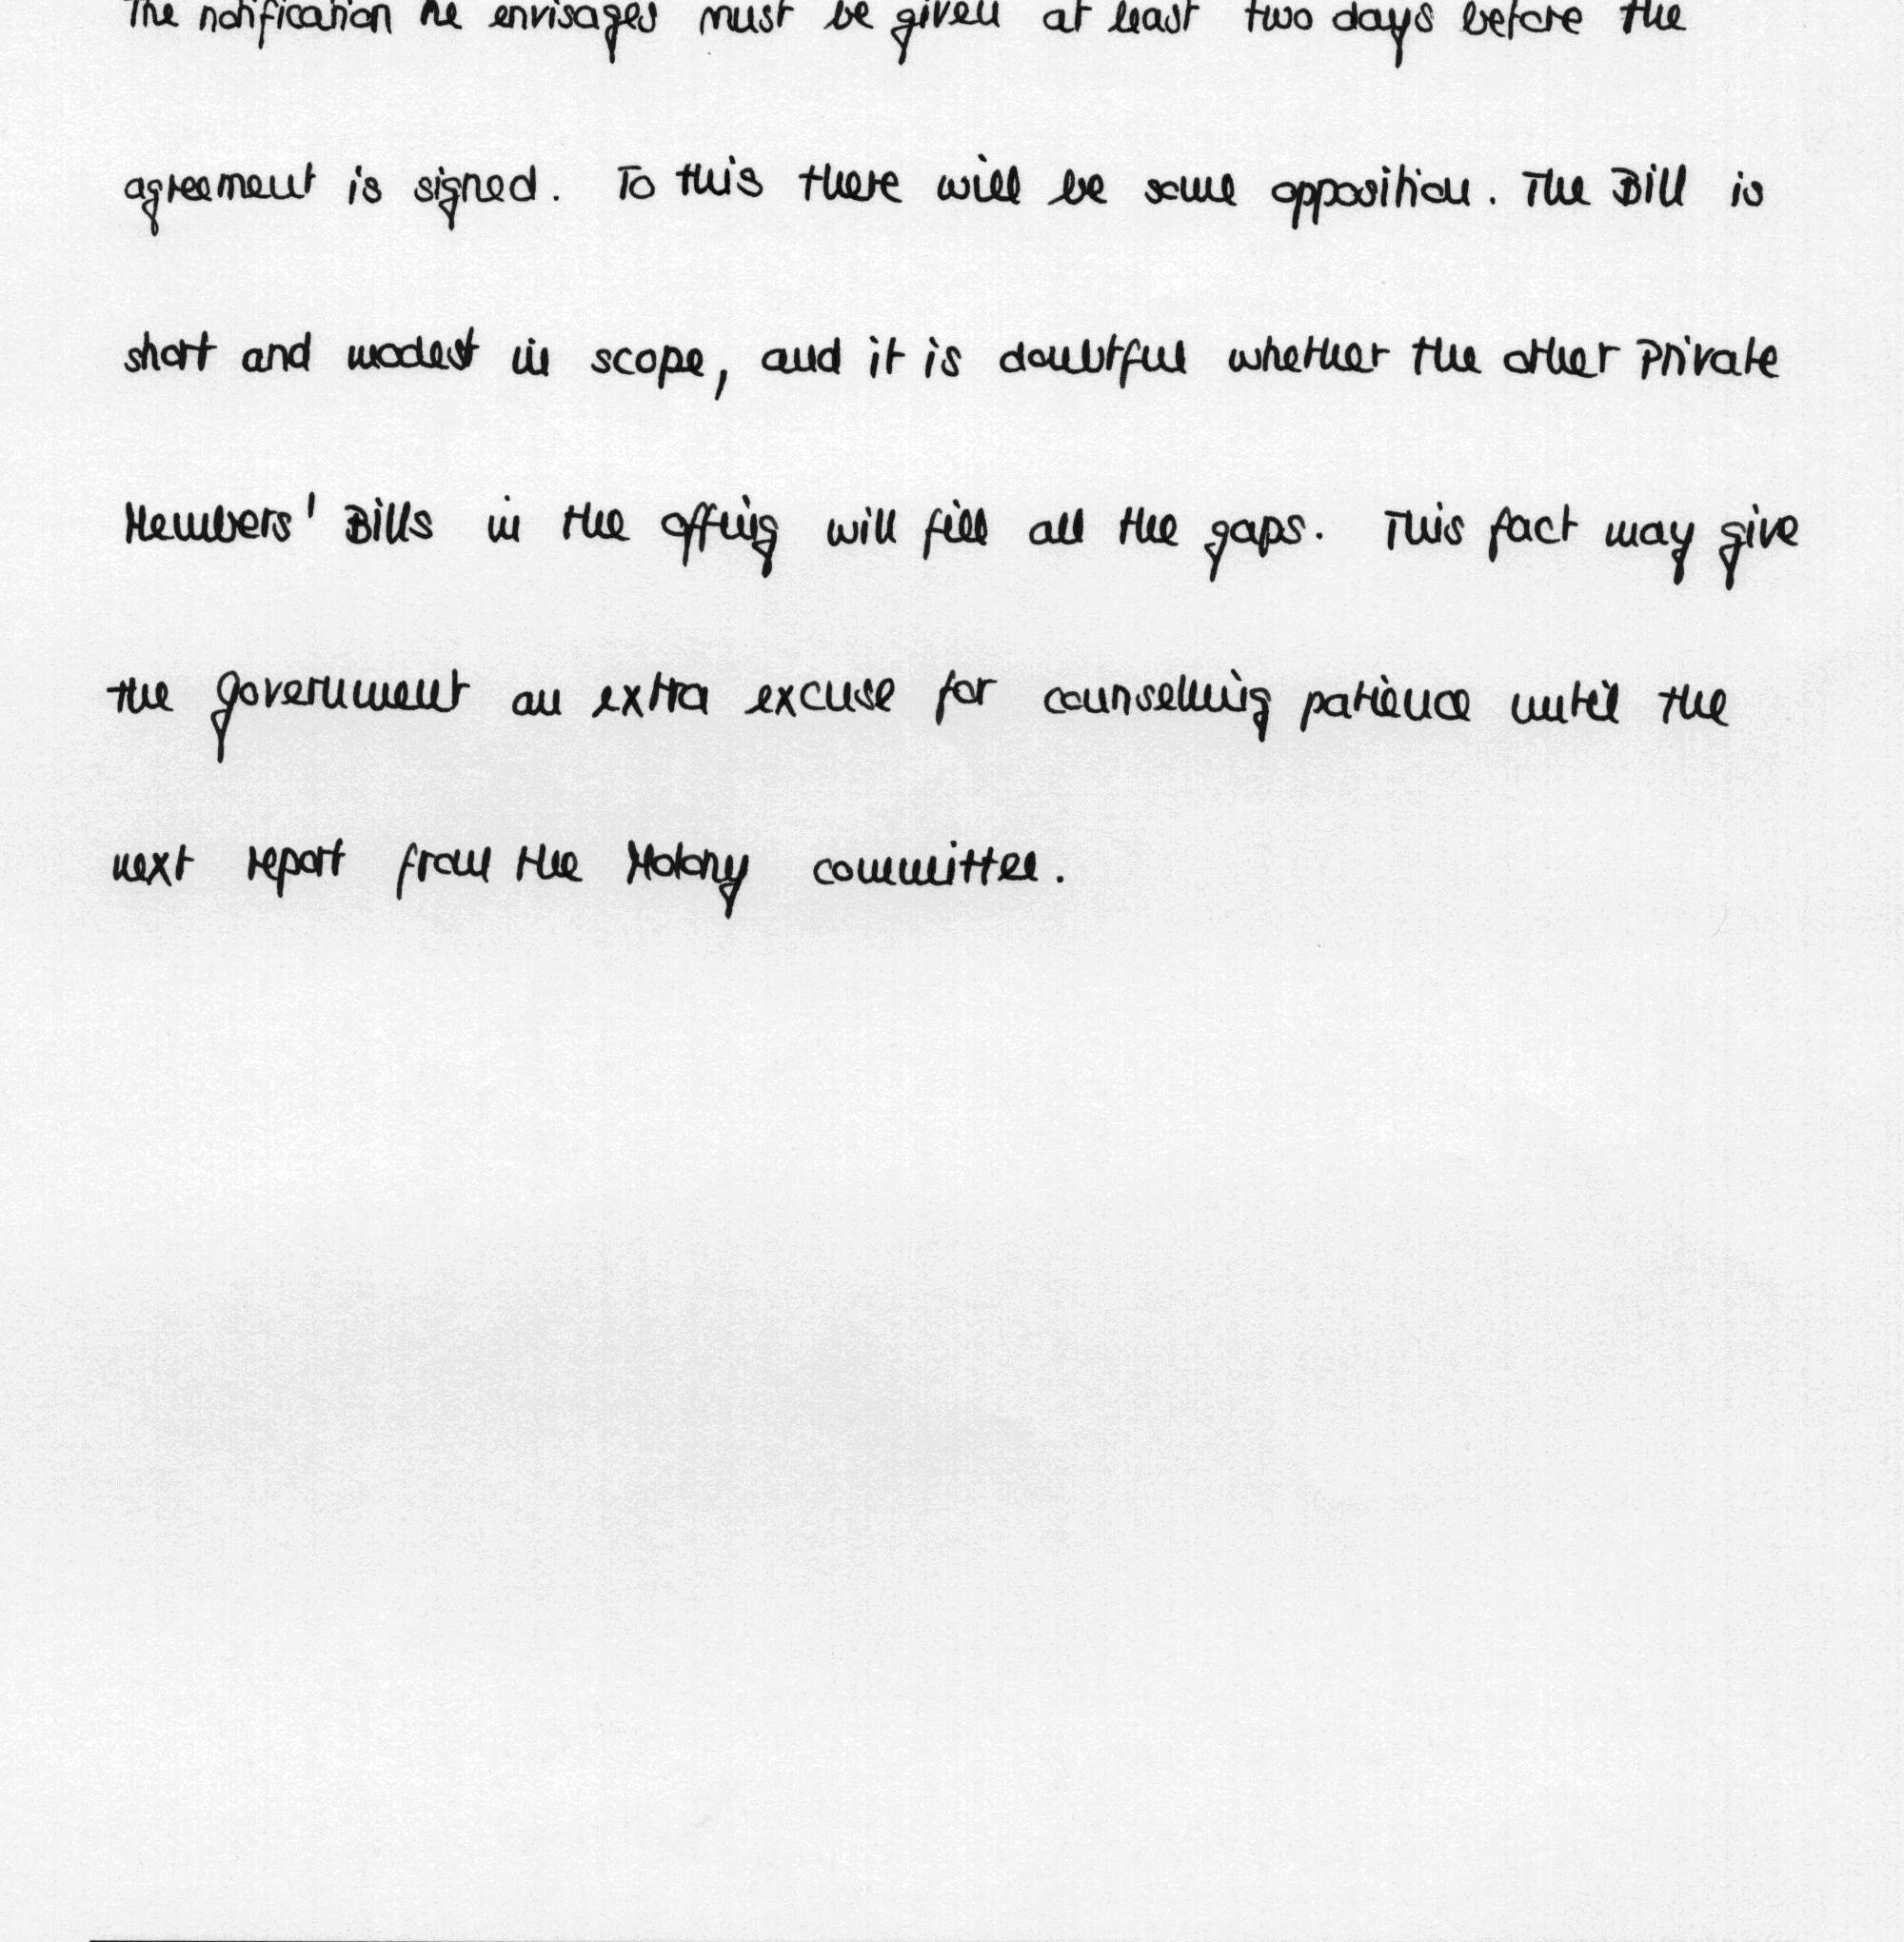 The notification he envisages must be given at least two days before the
agreement is signed. To this there will be some opposition. The Bill is
short and modest in scope, and it is doubtful whether the other Private
Members' Bills in the offing will fill all the gaps. This fact may give
the government an extra excuse for counselling patience until the
next report from the Molony committee.